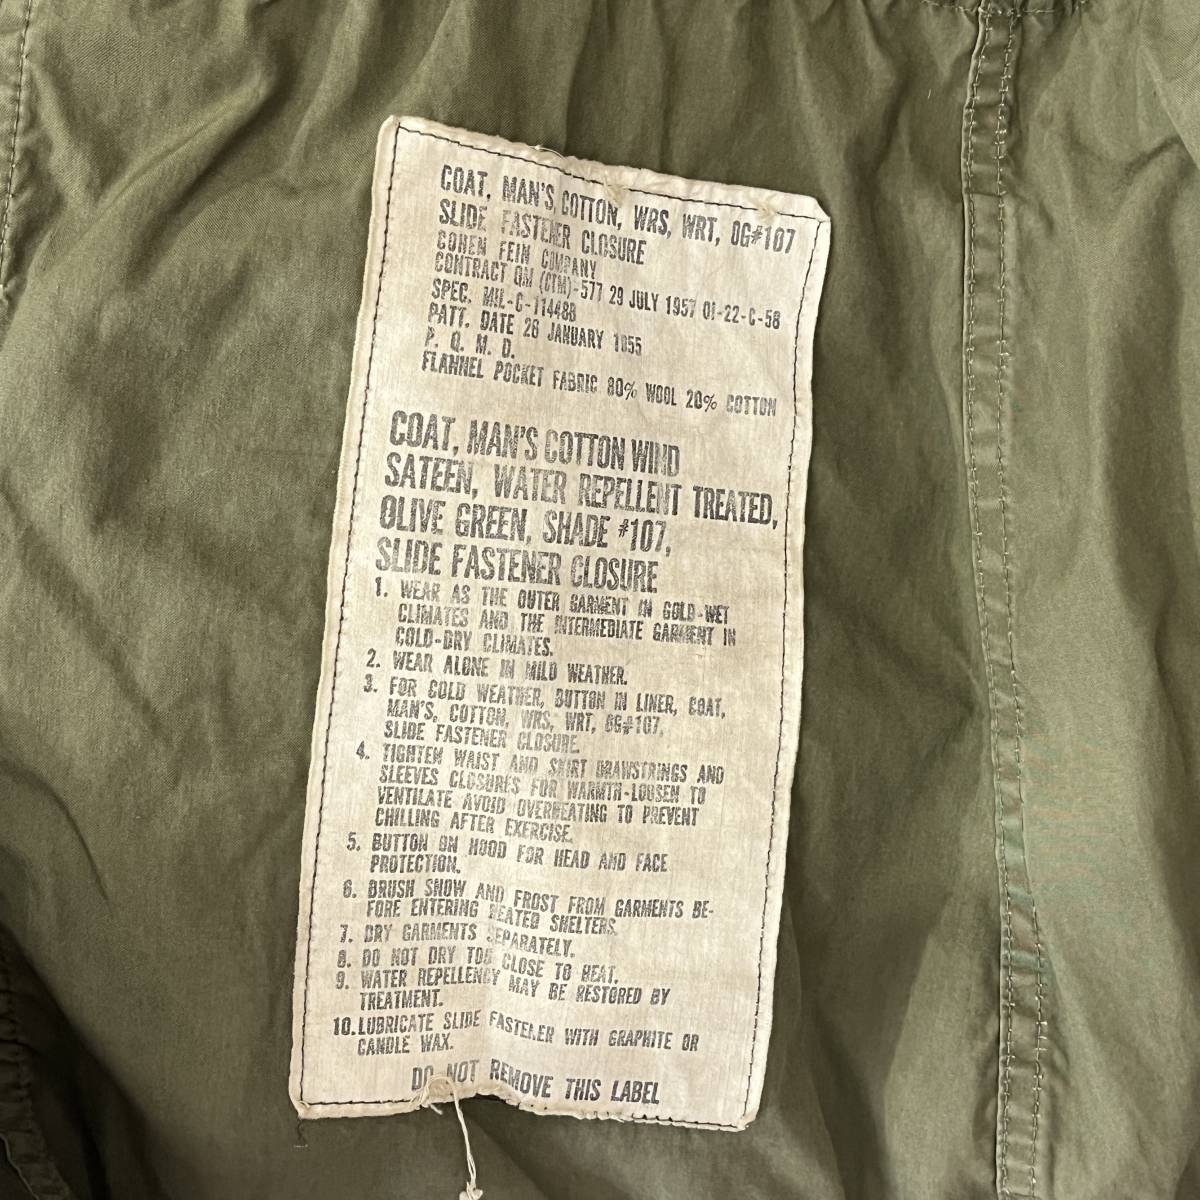 COAT, MAN'S, COTTON, WRS, WRT, OG#107
SLIDE FASTENER CLOSURE
COHEN FEIN COMPANY
CONTRACT QM (CTM)-577 29 JULY 1957 OI-22-C-58
SPEC. MIL-C-11448B
PATT. DATE 26 JANUARY 1955
P. Q. M. D.
FLANNEL POCKET FABRIC 80% WOOL 20% COTTON
COAT, MAN'S COTTON WIND
SATEEN, WATER REPELLENT TREATED,
OLIVE GREEN, SHADE #107,
SLIDE FASTENER CLOSURE
1. WEAR AS THE OUTER GARMENT IN COLD-WET
CLIMATES AND THE INTERMEDIATE GARMENT IN
COLD-DRY CLIMATES.
2. WEAR ALONE IN MILD WEATHER.
3. FOR COLD WEATHER, BUTTON IN LINER, COAT,
MAN'S, COTTON, WRS, WRT, OG#107,
SLIDE FASTENER CLOSURE.
4. TIGHTEN WAIST AND SKIRT DRAWSTRINGS AND
SLEEVES CLOSURES FOR WARMTH-LOOSEN TO
VENTILATE AVOID OVERHEATING TO PREVENT
CHILLING AFTER EXERCISE.
5. BUTTON ON HOOD FOR HEAD AND FACE
PROTECTION.
6. BRUSH SNOW AND FROST FROM GARMENTS BE-
FORE ENTERING HEATED SHELTERS.
7. DRY GARMENTS SEPARATELY.
8. DO NOT DRY TOO CLOSE TO HEAT.
9. WATER REPELLENCY MAY BE RESTORED BY
TREATMENT.
10. LUBRICATE SLIDE FASTENER WITH GRAPHITE OR
CANDLE WAX.
DO NOT REMOVE THIS LABEL